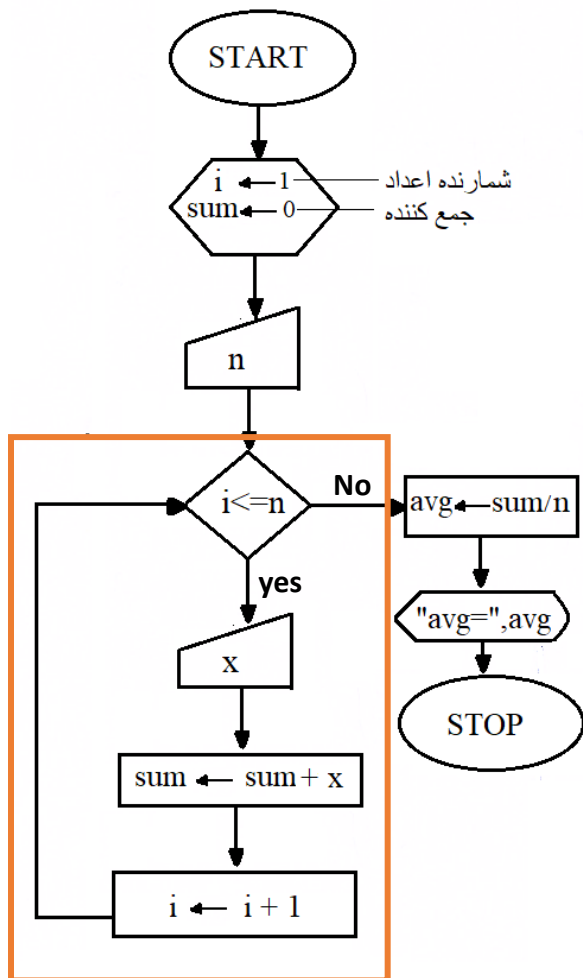 START
i ← 1 شمارنده اعداد
sum ← 0 جمع کننده
n
i<=n
No
avg ← sum/n
yes
"avg=",avg
x
STOP
sum ← sum + x
i ← i + 1